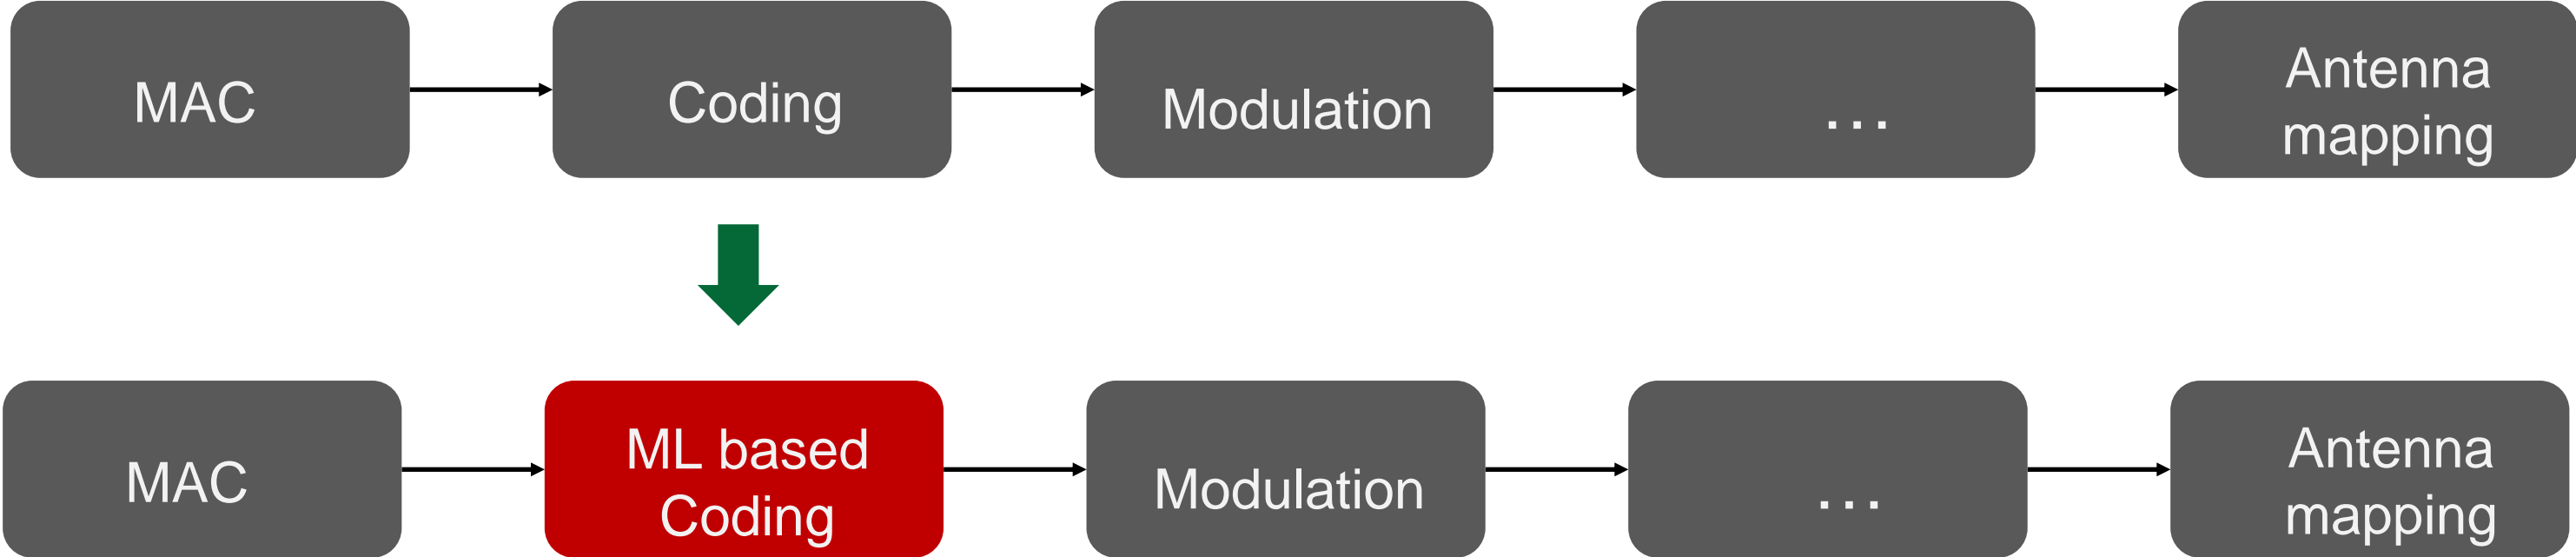 MAC
Coding
Modulation
...
Antenna
mapping
MAC
ML based
Coding
Modulation
...
Antenna
mapping